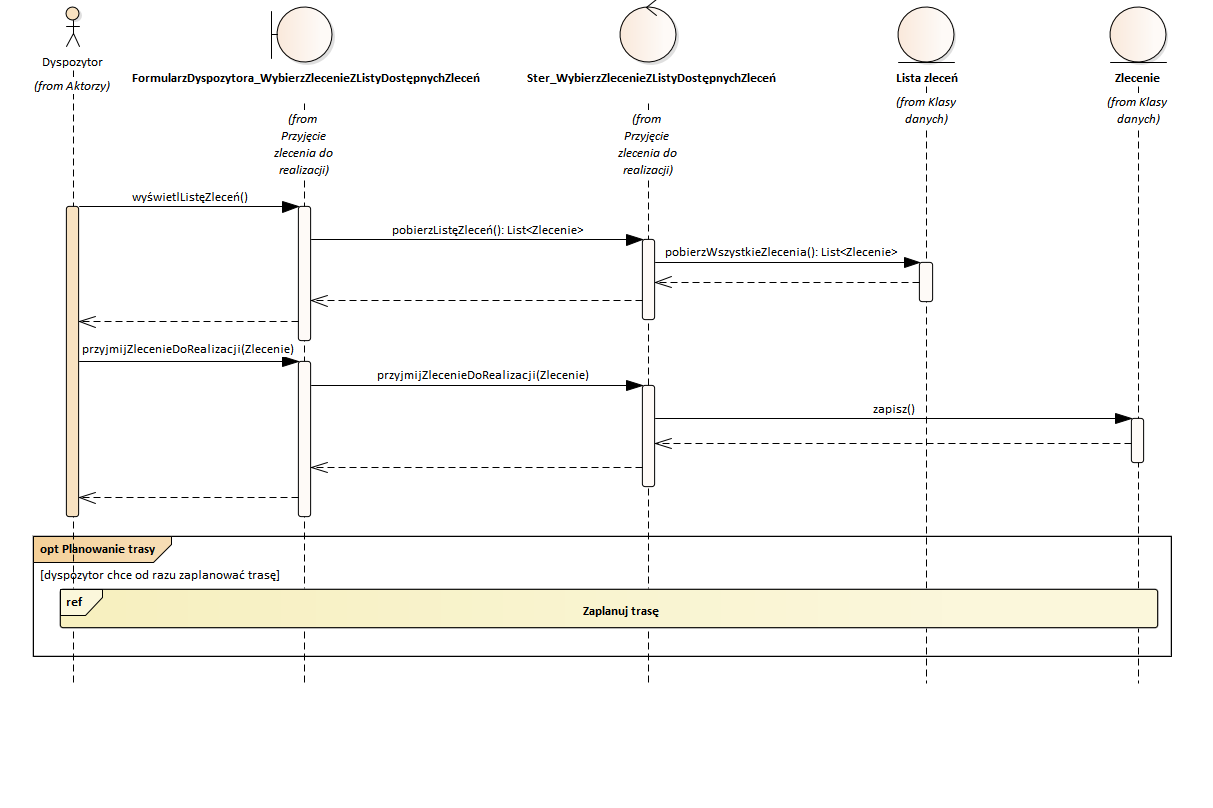 Dyspozytor
(from Aktorzy)
FormularzDyspozytora_WybierzZlecenieZListyDostępnychZleceń
(from
Przyjęcie
zlecenia do
realizacji)
Ster_WybierzZlecenieZListyDostępnychZleceń
(from
Przyjęcie
zlecenia do
realizacji)
Lista zleceń
(from Klasy
danych)
Zlecenie
(from Klasy
danych)
wyświetlListęZleceń()
pobierzListęZleceń(): List<Zlecenie>
pobierzWszystkieZlecenia(): List<Zlecenie>
przyjmijZlecenieDoRealizacji(Zlecenie)
przyjmijZlecenieDoRealizacji(Zlecenie)
zapisz()
opt Planowanie trasy
[dyspozytor chce od razu zaplanować trasę]
ref
Zaplanuj trasę